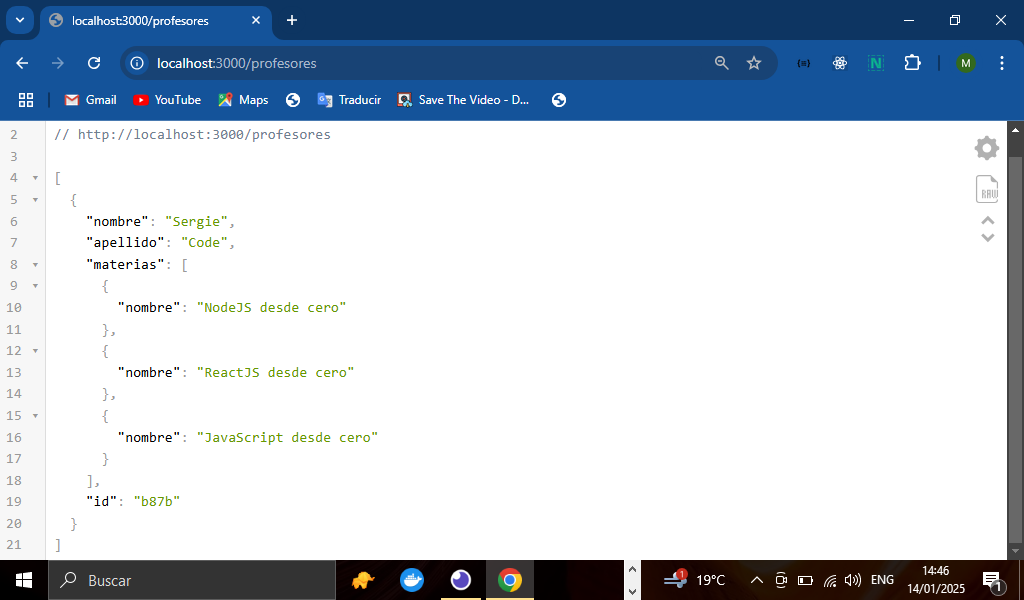 localhost:3000/profesores
localhost:3000/profesores
M
Gmail
YouTube
Maps
Traducir
Save The Video - D...
2 // http://localhost:3000/profesores
3
4 [
5 {
6 "nombre": "Sergie",
7 "apellido": "Code",
8 "materias": [
9 {
10 "nombre": "NodeJS desde cero"
11 },
12 {
13 "nombre": "ReactJS desde cero"
14 },
15 {
16 "nombre": "JavaScript desde cero"
17 }
18 ],
19 "id": "b87b"
20 }
21 ]
RAW
Buscar
1
19°C
ENG
14:46
14/01/2025
1